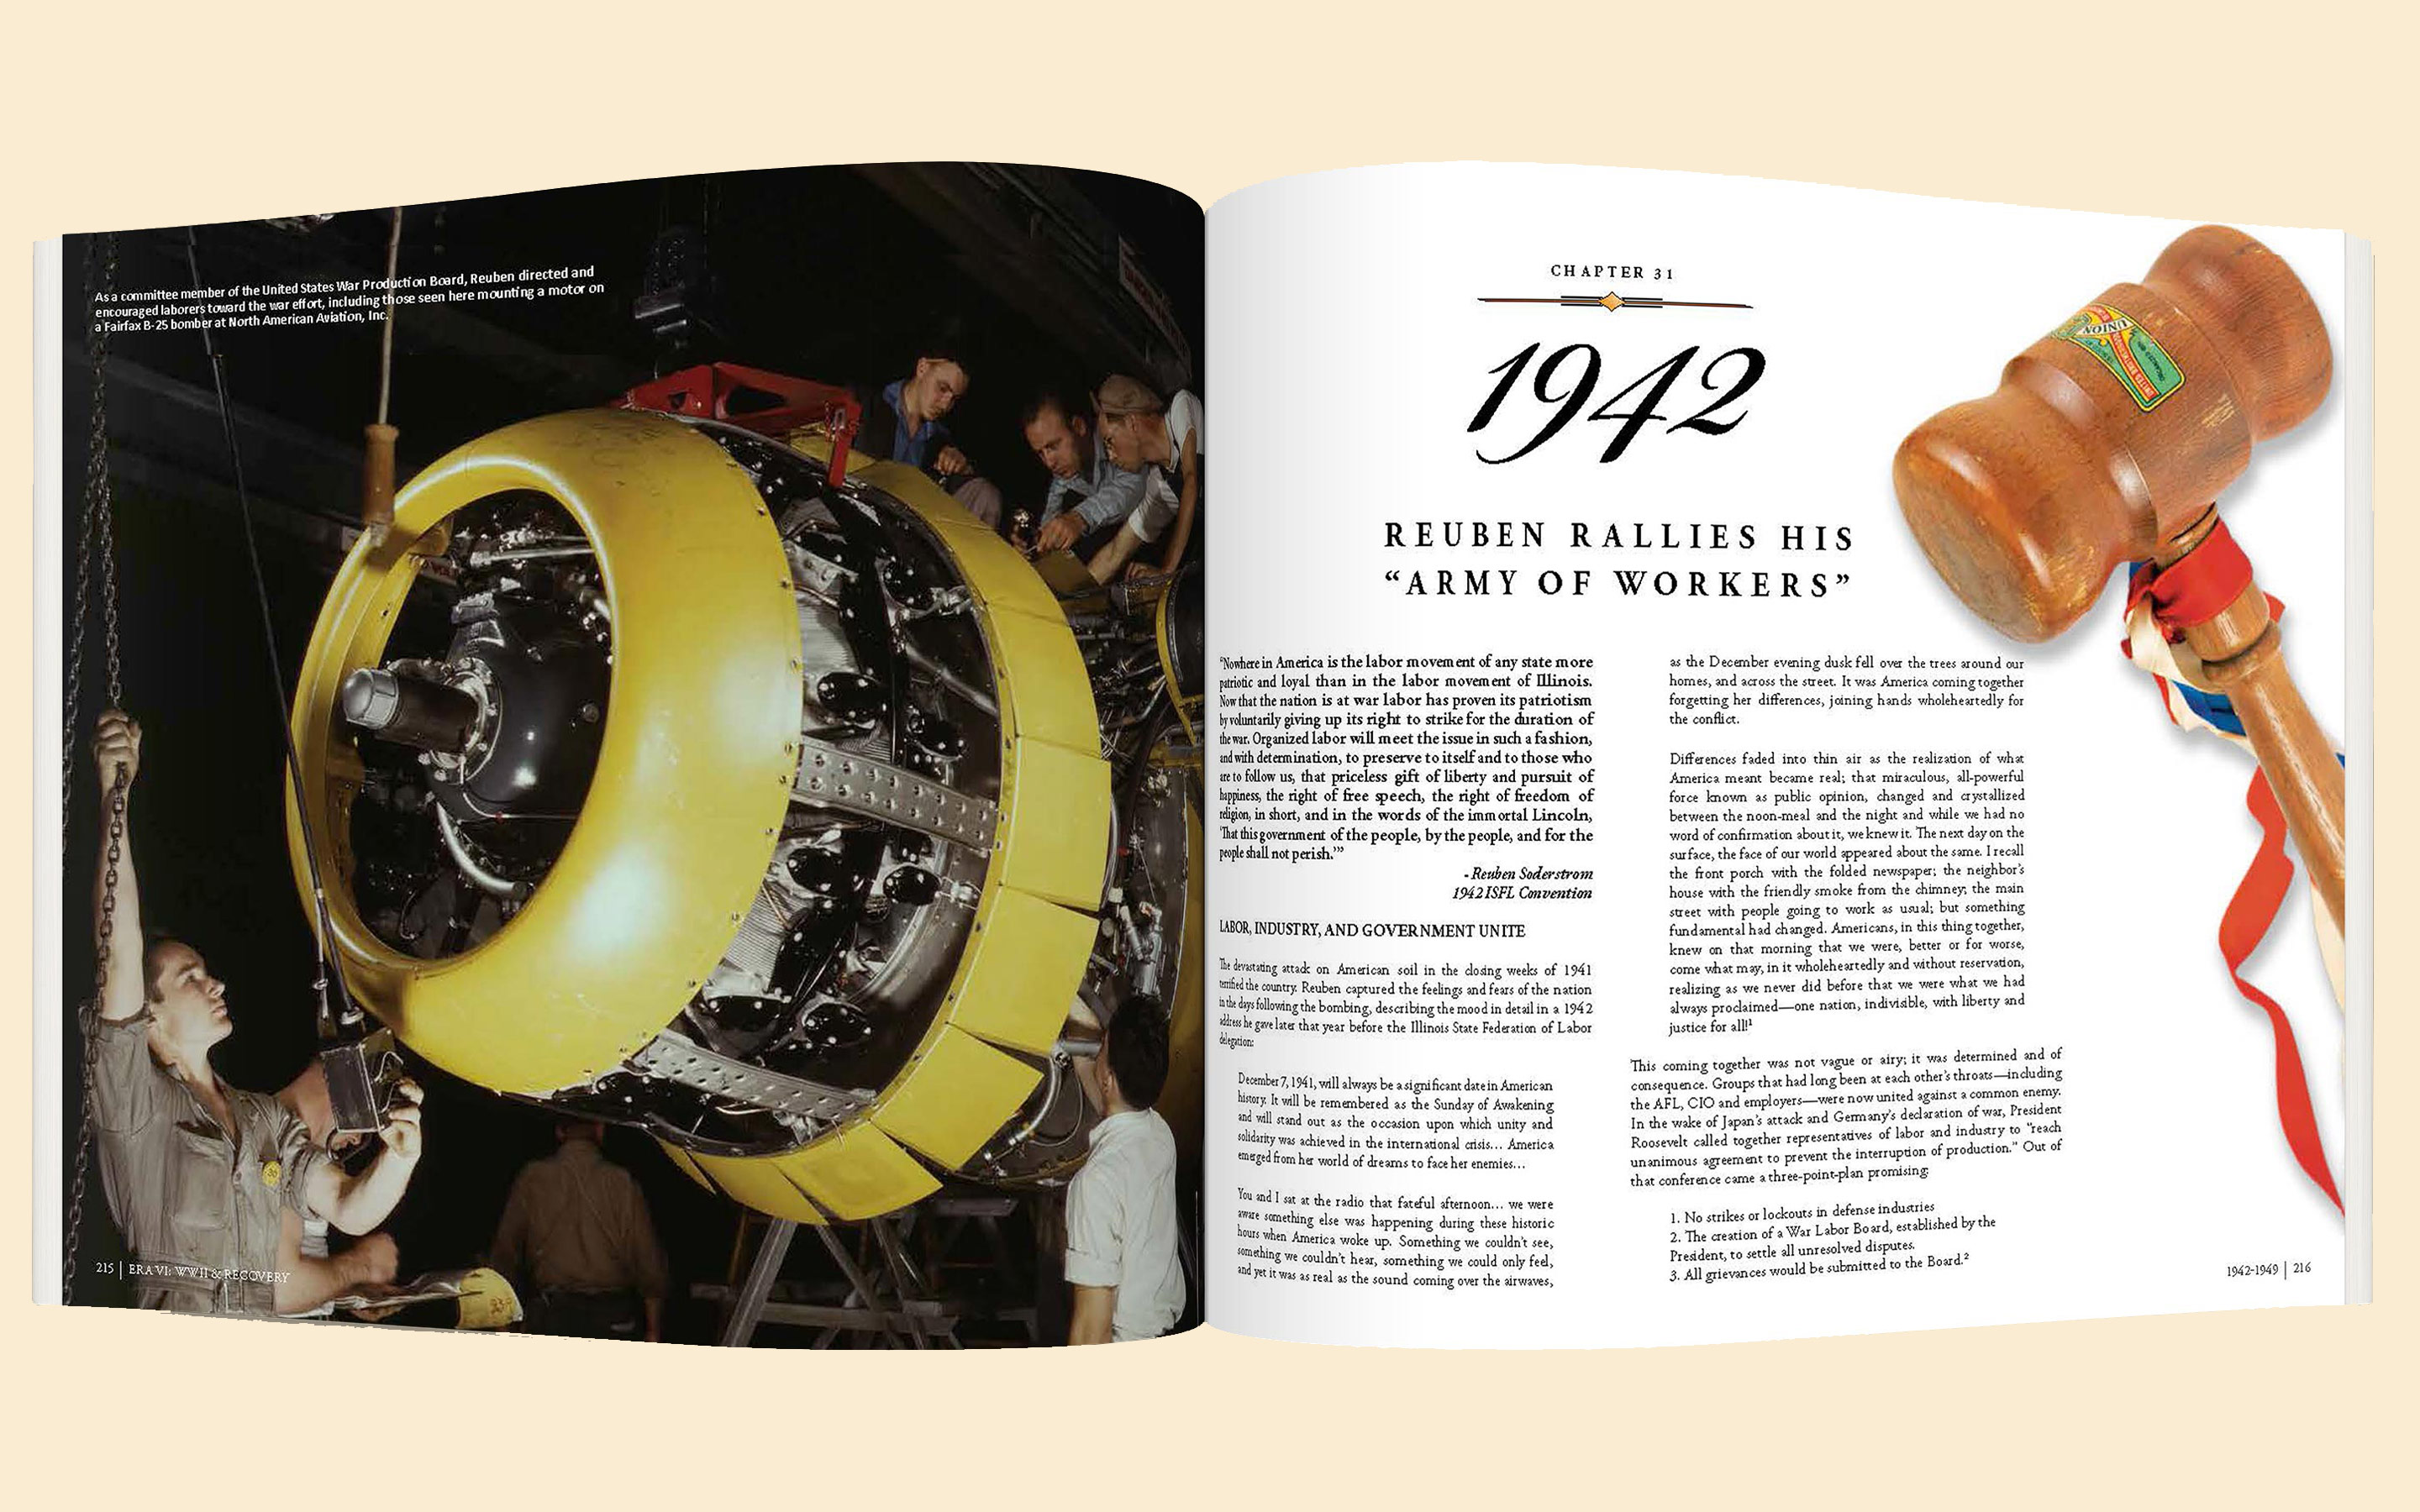 As a committee member of the United States War Production Board, Reuben directed and
encouraged laborers toward the war effort, including those seen here mounting a motor on
a Fairfax B-25 bomber at North American Aviation, Inc.
215 | ERA VI: WWII & RECOVERY
CHAPTER 31
1942
REUBEN RALLIES HIS
“ARMY OF WORKERS”
UNION
“Nowhere in America is the labor movement of any state more
patriotic and loyal than in the labor movement of Illinois.
Now that the nation is at war labor has proven its patriotism
by voluntarily giving up its right to strike for the duration of
the war. Organized labor will meet the issue in such a fashion,
and with determination, to preserve to itself and to those who
are to follow us, that priceless gift of liberty and pursuit of
happiness, the right of free speech, the right of freedom of
religion, in short, and in the words of the immortal Lincoln,
‘That this government of the people, by the people, and for the
people shall not perish.’”
- Reuben Soderstrom
1942 ISFL Convention
LABOR, INDUSTRY, AND GOVERNMENT UNITE
The devastating attack on American soil in the closing weeks of 1941
terrified the country. Reuben captured the feelings and fears of the nation
in the days following the bombing, describing the mood in detail in a 1942
address he gave later that year before the Illinois State Federation of Labor
delegation:
December 7, 1941, will always be a significant date in American
history. It will be remembered as the Sunday of Awakening
and will stand out as the occasion upon which unity and
solidarity was achieved in the international crisis... America
emerged from her world of dreams to face her enemies...
You and I sat at the radio that fateful afternoon... we were
aware something else was happening during these historic
hours when America woke up. Something we couldn’t see,
something we couldn’t hear, something we could only feel,
and yet it was as real as the sound coming over the airwaves,
as the December evening dusk fell over the trees around our
homes, and across the street. It was America coming together
forgetting her differences, joining hands wholeheartedly for
the conflict.
Differences faded into thin air as the realization of what
America meant became real; that miraculous, all-powerful
force known as public opinion, changed and crystallized
between the noon-meal and the night and while we had no
word of confirmation about it, we knew it. The next day on the
surface, the face of our world appeared about the same. I recall
the front porch with the folded newspaper; the neighbor’s
house with the friendly smoke from the chimney; the main
street with people going to work as usual; but something
fundamental had changed. Americans, in this thing together,
knew on that morning that we were, better or for worse,
come what may, in it wholeheartedly and without reservation,
realizing as we never did before that we were what we had
always proclaimed—one nation, indivisible, with liberty and
justice for all!¹
This coming together was not vague or airy; it was determined and of
consequence. Groups that had long been at each other’s throats—including
the AFL, CIO and employers—were now united against a common enemy.
In the wake of Japan’s attack and Germany’s declaration of war, President
Roosevelt called together representatives of labor and industry to “reach
unanimous agreement to prevent the interruption of production.” Out of
that conference came a three-point-plan promising:
1. No strikes or lockouts in defense industries
2. The creation of a War Labor Board, established by the
President, to settle all unresolved disputes.
3. All grievances would be submitted to the Board.²
1942-1949 | 216